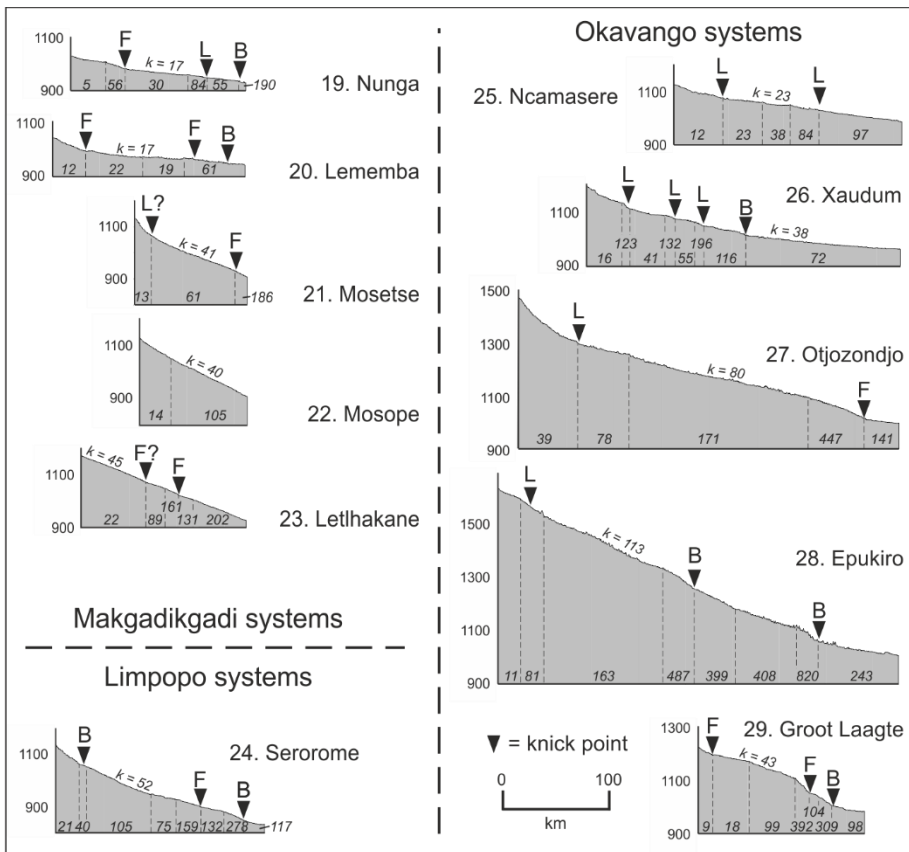 1100
900
F
L
B
k = 17
5 56 30 84 55 190
19. Nunga
1100
900
F
F
B
k = 17
12 22 19 61
20. Lememba
1100
900
L?
F
k = 41
13 61 186
21. Mosetse
1100
900
k = 40
14 105
22. Mosope
1100
900
k = 45
F?
F
161
22 89 131 202
23. Letlhakane
Makgadikgadi systems
Limpopo systems
24. Serorome
1100
900
B
k = 52
F
B
21 40 105 75 159 132 278 117
Okavango systems
25. Ncamasere
1100
900
L
k = 23
L
12 23 38 84 97
26. Xaudum
1100
900
L
L
L
B
k = 38
123 132 196
16 41 55 116 72
1500
1300
1100
900
L
27. Otjozondjo
k = 80
F
39 78 171 447 141
1500
1300
1100
900
L
k = 113
28. Epukiro
B
B
11 81 163 487 399 408 820 243
= knick point
0 100
km
29. Groot Laagte
1300
1100
900
F
k = 43
F
B
104
9 18 99 392 309 98